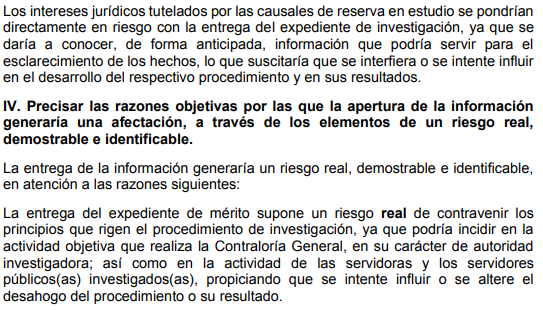 Los intereses jurídicos tutelados por las causales de reserva en estudio se pondrían
directamente en riesgo con la entrega del expediente de investigación, ya que se
daría a conocer, de forma anticipada, información que podría servir para el
esclarecimiento de los hechos, lo que suscitaría que se interfiera o se intente influir
en el desarrollo del respectivo procedimiento y en sus resultados.
IV. Precisar las razones objetivas por las que la apertura de la información
generaría una afectación, a través de los elementos de un riesgo real,
demostrable e identificable.
La entrega de la información generaría un riesgo real, demostrable e identificable,
en atención a las razones siguientes:
La entrega del expediente de mérito supone un riesgo real de contravenir los
principios que rigen el procedimiento de investigación, ya que podría incidir en la
actividad objetiva que realiza la Contraloría General, en su carácter de autoridad
investigadora; así como en la actividad de las servidoras y los servidores
públicos(as) investigados(as), propiciando que se intente influir o se altere el
desahogo del procedimiento o su resultado.